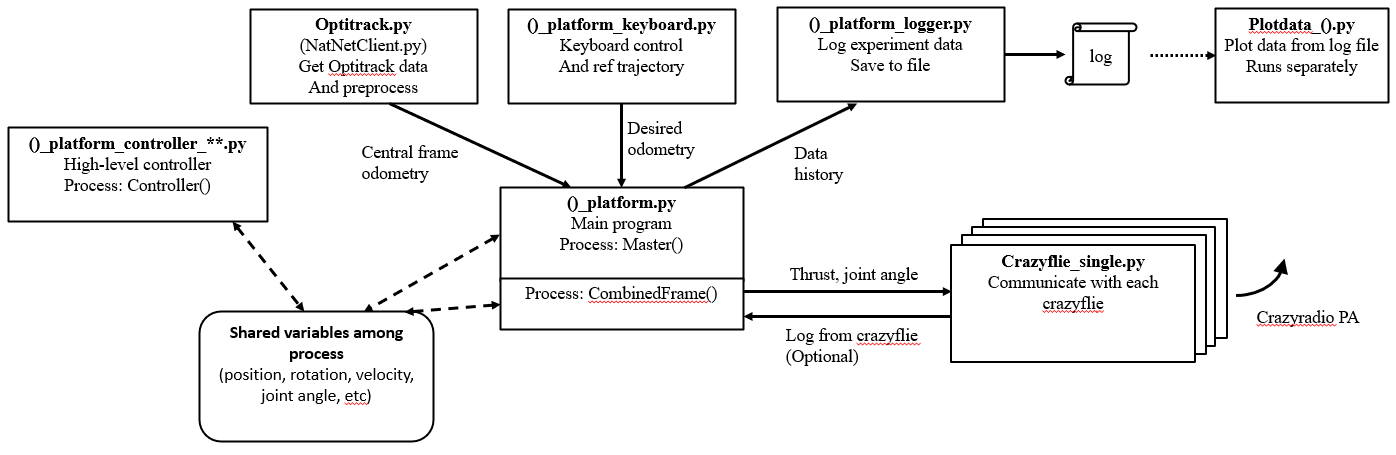 Optitrack.py
(NatNetClient.py)
Get Optitrack data
And preprocess
()_platform_keyboard.py
Keyboard control
And ref trajectory
()_platform_logger.py
Log experiment data
Save to file
log
Plotdata_().py
Plot data from log file
Runs separately
()_platform_controller_**.py
High-level controller
Process: Controller()
Central frame
odometry
Desired
odometry
Data
history
()_platform.py
Main program
Process: Master()
Process: CombinedFrame()
Thrust, joint angle
Log from crazyflie
(Optional)
Crazyflie_single.py
Communicate with each
crazyflie
Crazyradio PA
Shared variables among
process
(position, rotation, velocity,
joint angle, etc)